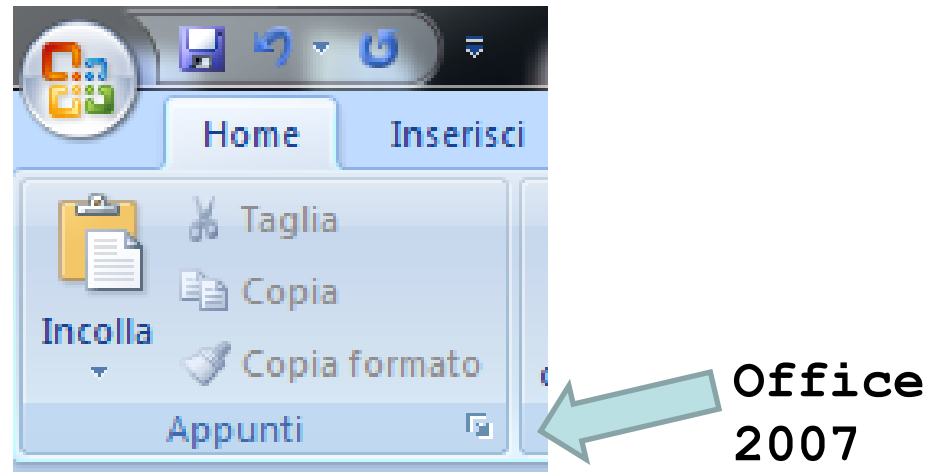 Home Inserisci
Taglia
Copia
Incolla
Copia formato
Appunti
Office
2007